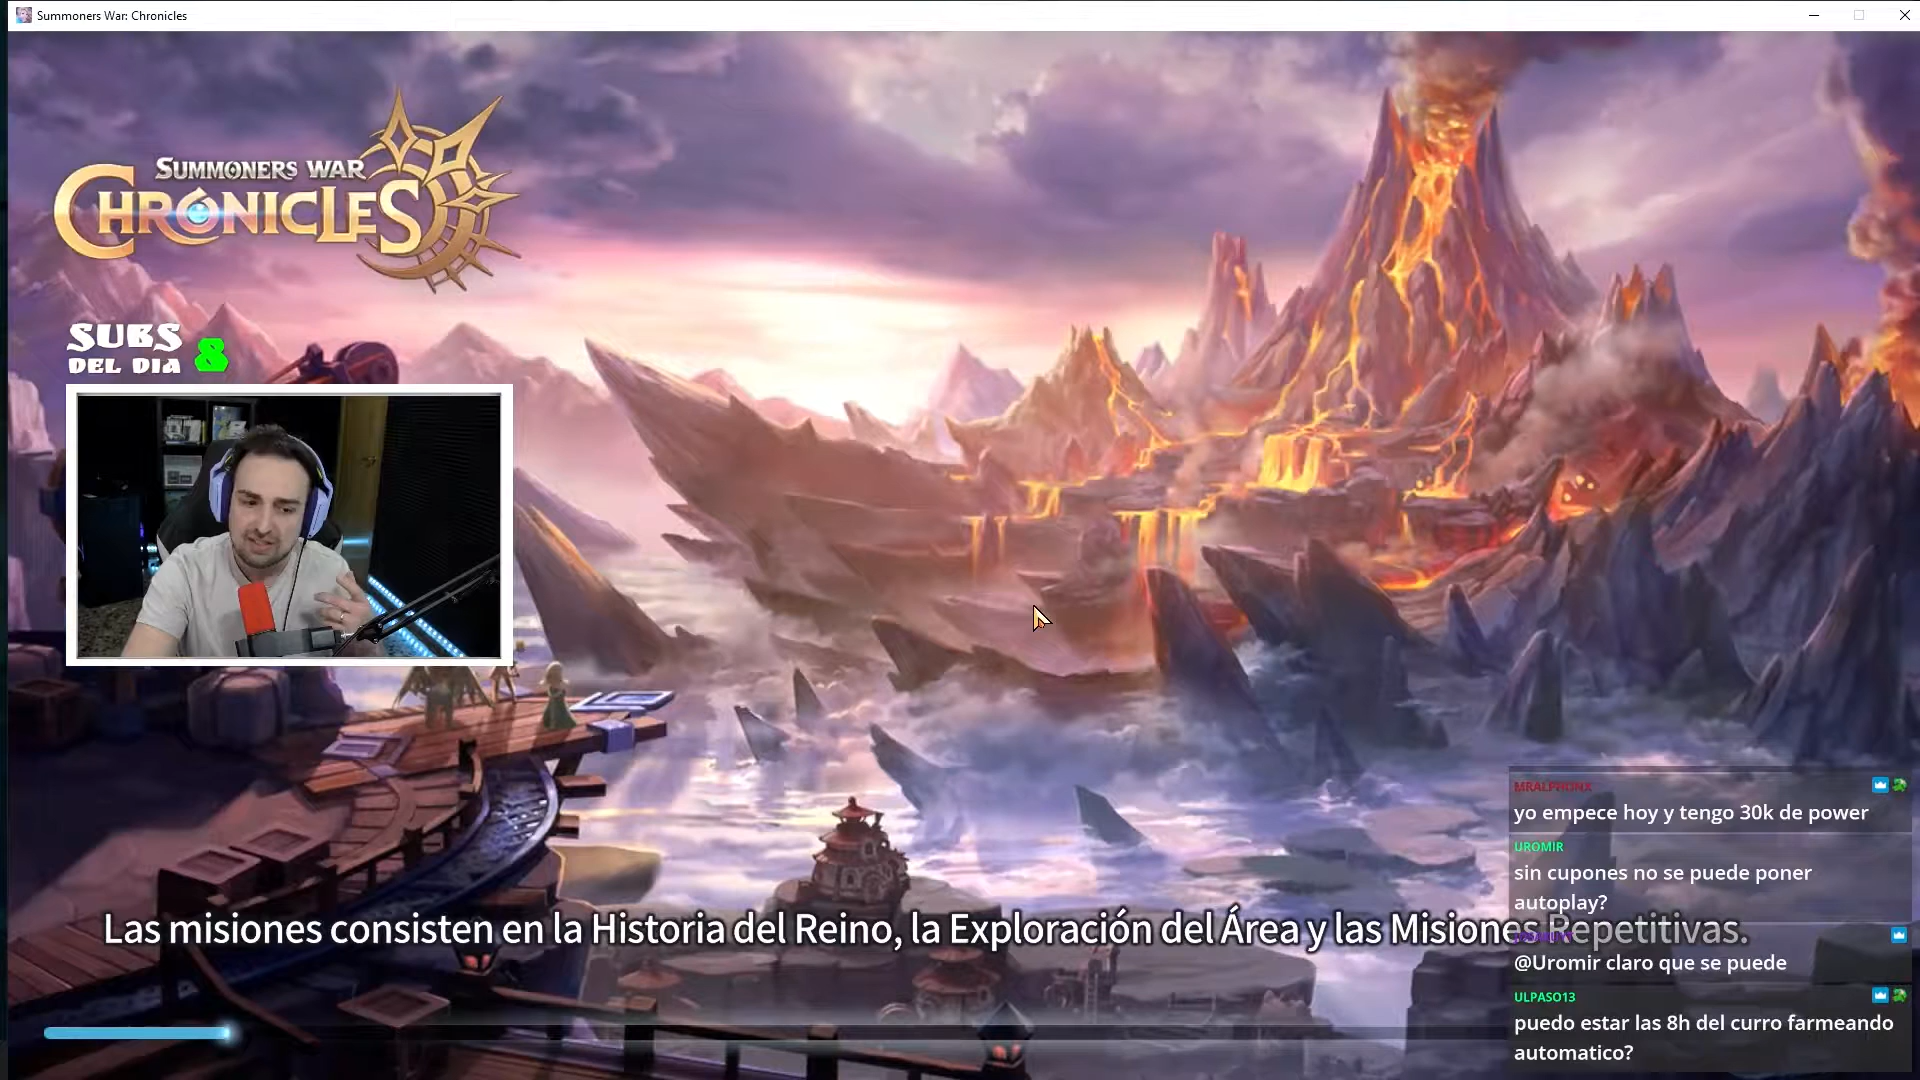 Summoners War: Chronicles
SUMMONERS WAR
CHRONICLES
SUBS
DEL DIA 8
MRALPHONX
yo empece hoy y tengo 30k de power
UROMIR
sin cupones no se puede poner
autoplay?
Las misiones consisten en la Historia del Reino, la Exploración del Área y las Misiones Repetitivas.
@Uromir claro que se puede
ULPASO13
puedo estar las 8h del curro farmeando
automatico?